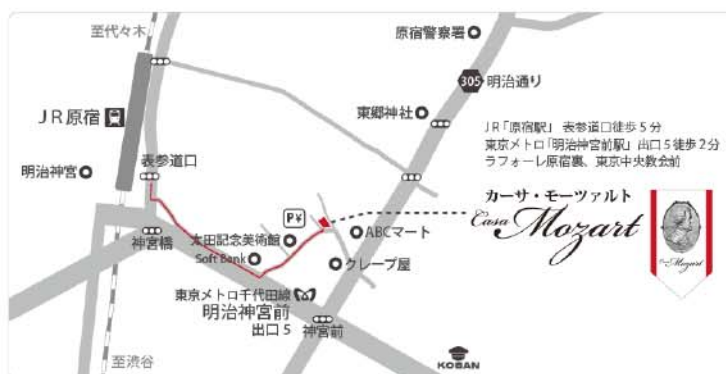 至代々木
原宿警察署
305 明治通り
JR原宿
東郷神社
JR「原宿駅」 表参道口徒歩5分
東京メトロ「明治神宮前駅」出口5徒歩2分
ラフォーレ原宿裏、東京中央教会前
明治神宮
表参道口
カーサ・モーツァルト
Casa Mozart
P¥
太田記念美術館
ABCマート
神宮橋
Soft Bank
クレープ屋
Casa Mozart
東京メトロ千代田線
明治神宮前
出口5
神宮前
至渋谷
KOBAN